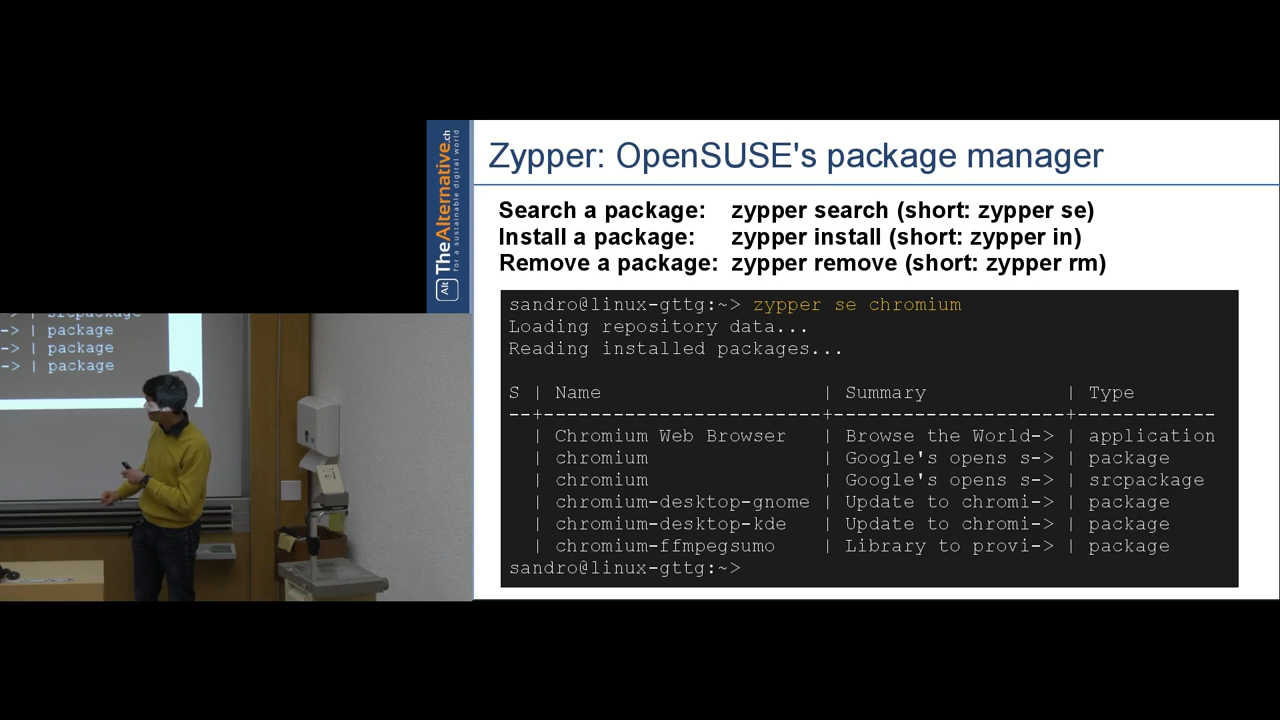 Zypper: OpenSUSE's package manager
Search a package: zypper search (short: zypper se)
Install a package: zypper install (short: zypper in)
Remove a package: zypper remove (short: zypper rm)
sandro@linux-gttg:~> zypper se chromium
Loading repository data...
Reading installed packages...
S | Name | Summary | Type
--+------------------------+--------------------+------------
| Chromium Web Browser | Browse the World-> | application
| chromium | Google's opens s-> | package
| chromium | Google's opens s-> | srcpackage
| chromium-desktop-gnome | Update to chromi-> | package
| chromium-desktop-kde | Update to chromi-> | package
| chromium-ffmpegsumo | Library to provi-> | package
sandro@linux-gttg:~>
Alt TheAlternative.ch
for a sustainable digital world
-> | srcpackage
-> | package
-> | package
-> | package